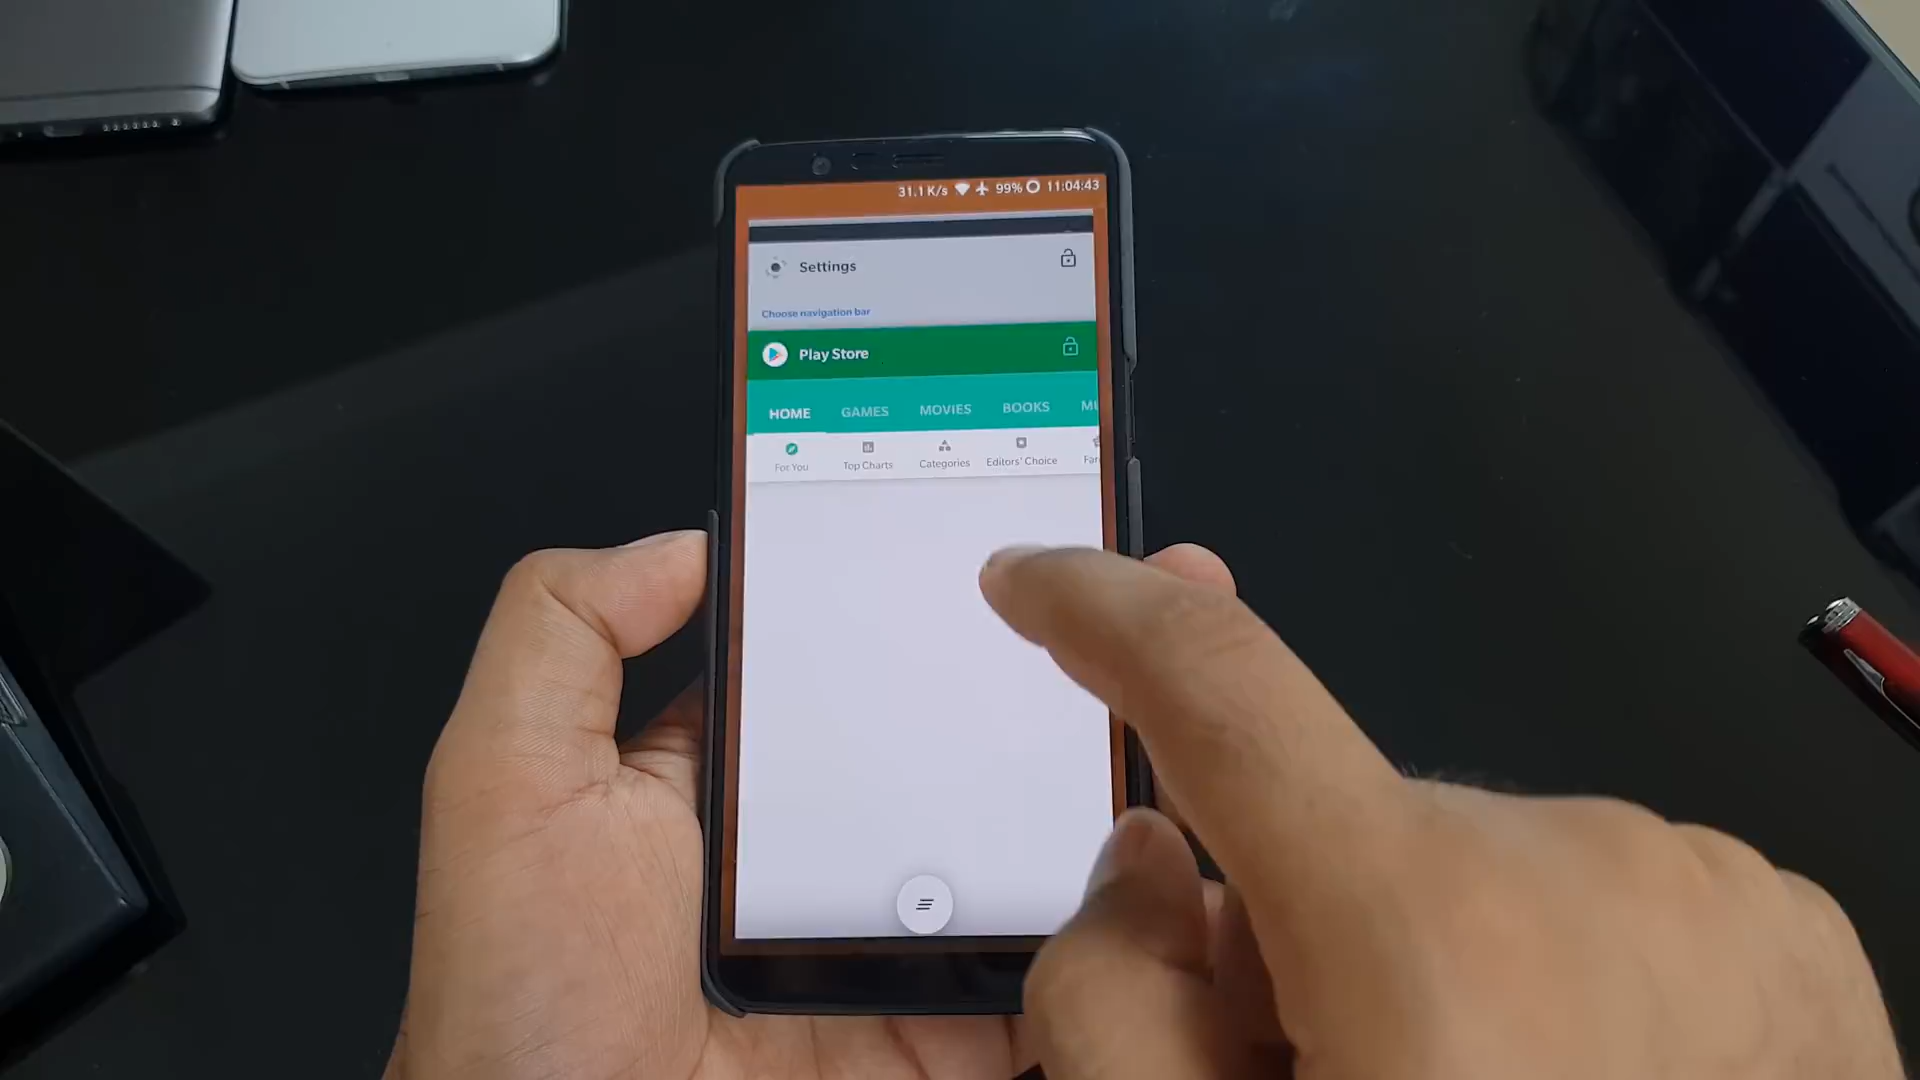 31.1 K/s 99% 11:04:43
Settings
Choose navigation bar
Play Store
HOME GAMES MOVIES BOOKS
For You Top Charts Categories Editors' Choice